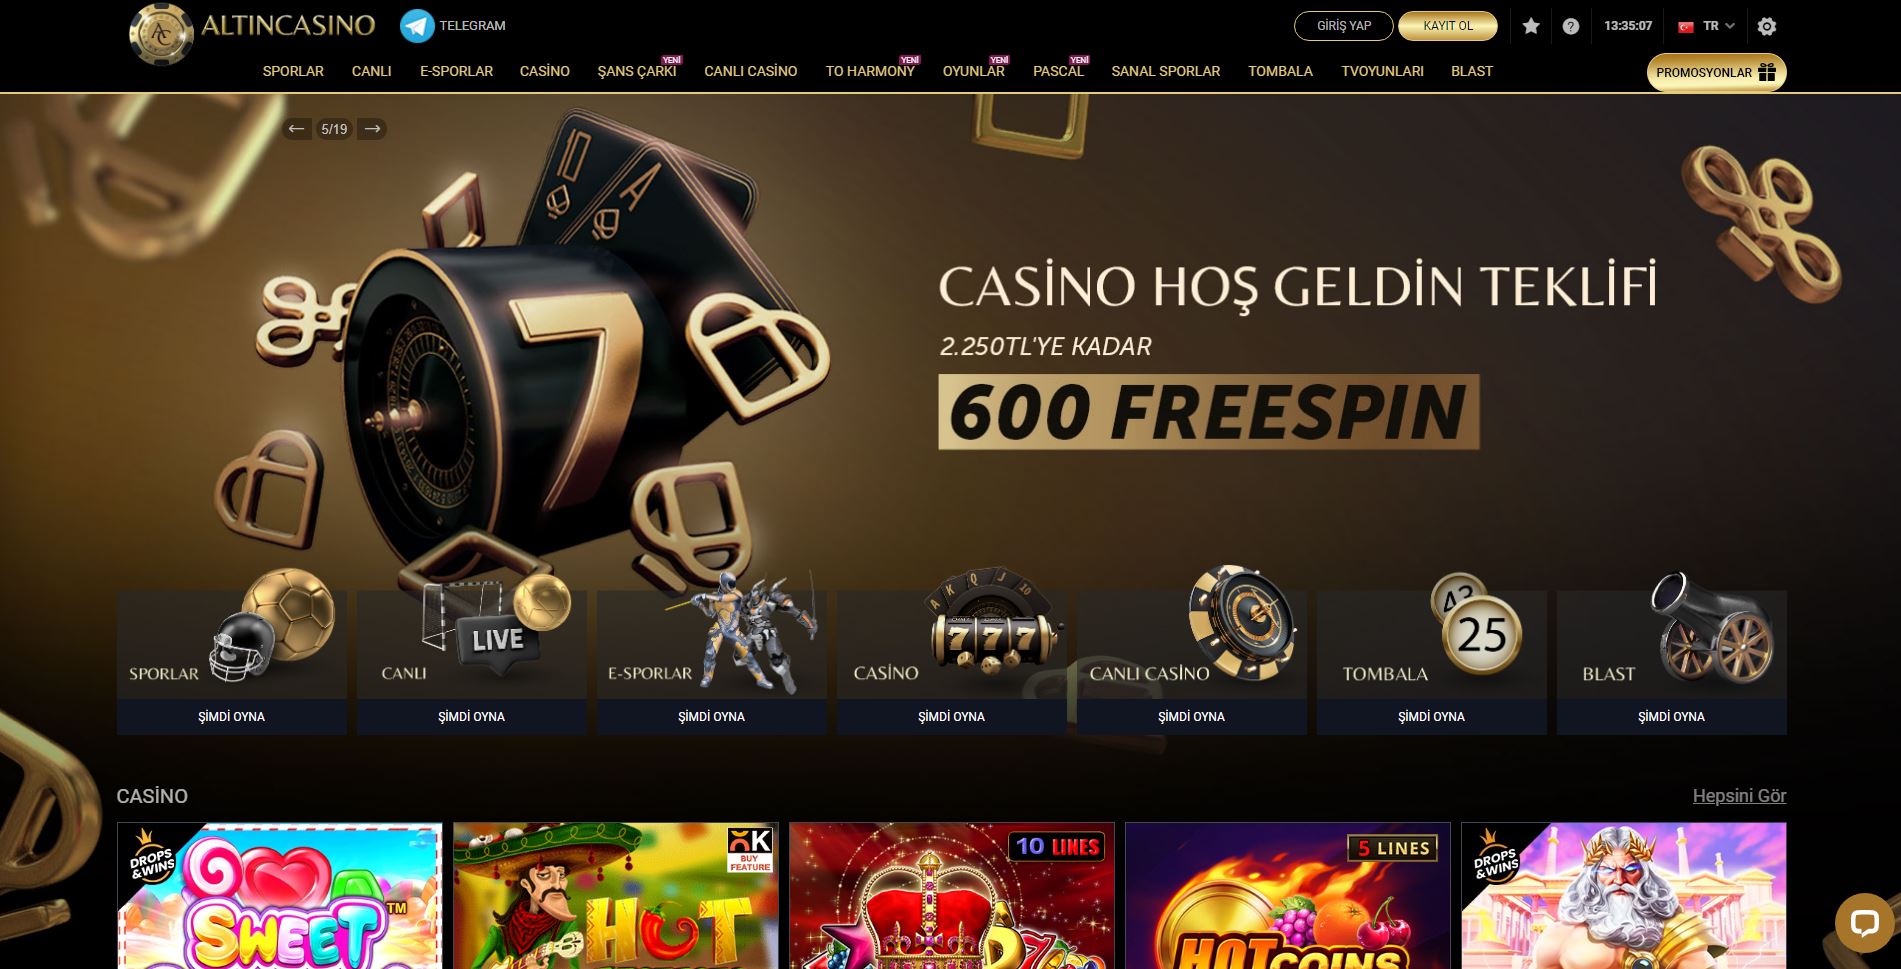 ALTINCASINO
TELEGRAM
GİRİŞ YAP
KAYIT OL
13:35:07
TR
SPORLAR
CANLI
E-SPORLAR
CASİNO
ŞANS ÇARKI
YENİ
CANLI CASİNO
TO HARMONY
YENİ
OYUNLAR
YENİ
PASCAL
YENİ
SANAL SPORLAR
TOMBALA
TVOYUNLARI
BLAST
PROMOSYONLAR
5/19
CASİNO HOŞ GELDİN TEKLİFİ
2.250TL'YE KADAR
600 FREESPIN
SPORLAR
LIVE
CANLI
E-SPORLAR
777
CASİNO
CANLI CASİNO
43
25
TOMBALA
BLAST
ŞİMDİ OYNA
ŞİMDİ OYNA
ŞİMDİ OYNA
ŞİMDİ OYNA
ŞİMDİ OYNA
ŞİMDİ OYNA
ŞİMDİ OYNA
CASİNO
Hepsini Gör
DROPS
&WINS
SWEET
TM
OK
BUY
FEATURE
HOT
10 LINES
5 LINES
HOT COINS
DROPS
&WINS